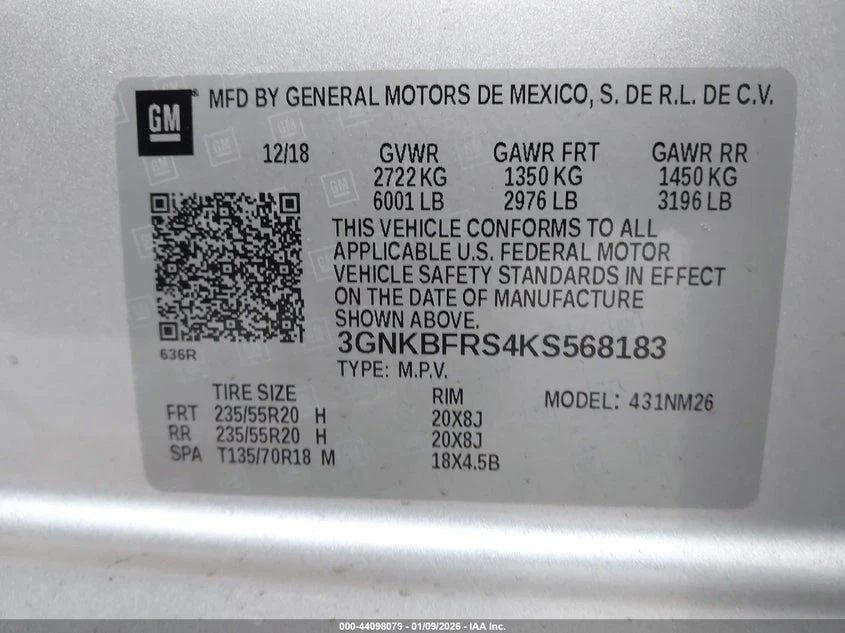 GM
MFD BY GENERAL MOTORS DE MEXICO, S. DE R.L. DE C.V.
12/18 GVWR GAWR FRT GAWR RR
2722 KG 1350 KG 1450 KG
6001 LB 2976 LB 3196 LB
THIS VEHICLE CONFORMS TO ALL
APPLICABLE U.S. FEDERAL MOTOR
VEHICLE SAFETY STANDARDS IN EFFECT
ON THE DATE OF MANUFACTURE
SHOWN ABOVE.
636R
3GNKBFRS4KS568183
TYPE: M.P.V.
TIRE SIZE RIM MODEL: 431NM26
FRT 235/55R20 H 20X8J
RR 235/55R20 H 20X8J
SPA T135/70R18 M 18X4.5B
000-44098079 - 01/09/2026 - IAA Inc.